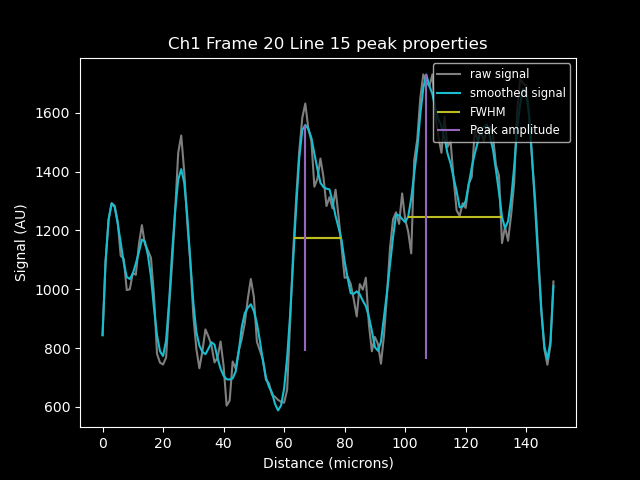 Ch1 Frame 20 Line 15 peak properties
raw signal
smoothed signal
FWHM
Peak amplitude
Signal (AU)
1600
1400
1200
1000
800
600
0 20 40 60 80 100 120 140
Distance (microns)